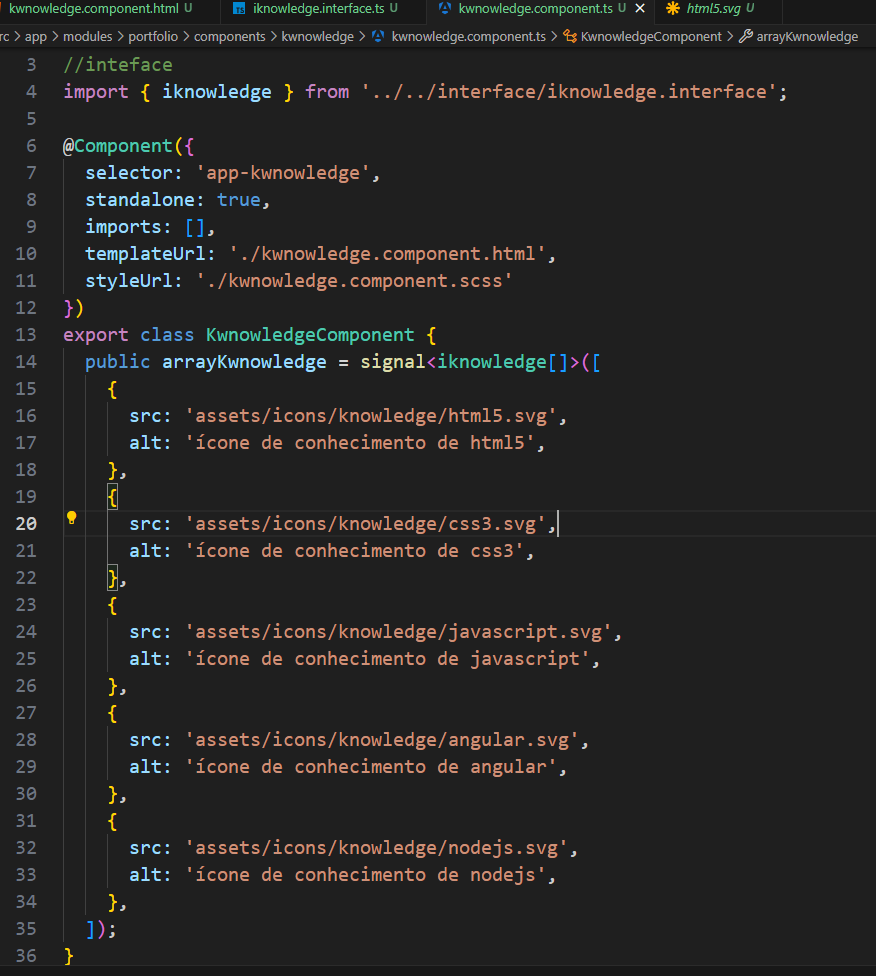 kwnowledge.component.html U
iknowledge.interface.ts U
kwnowledge.component.ts U
html5.svg U
rc > app > modules > portfolio > components > kwnowledge > kwnowledge.component.ts > KwnowledgeComponent > arrayKwnowledge
3 //inteface
4 import { iknowledge } from '../../interface/iknowledge.interface';
5
6 @Component({
7 selector: 'app-kwnowledge',
8 standalone: true,
9 imports: [],
10 templateUrl: './kwnowledge.component.html',
11 styleUrl: './kwnowledge.component.scss'
12 })
13 export class KwnowledgeComponent {
14 public arrayKwnowledge = signal<iknowledge[]>([
15 {
16 src: 'assets/icons/knowledge/html5.svg',
17 alt: 'ícone de conhecimento de html5',
18 },
19 {
20 src: 'assets/icons/knowledge/css3.svg',
21 alt: 'ícone de conhecimento de css3',
22 },
23 {
24 src: 'assets/icons/knowledge/javascript.svg',
25 alt: 'ícone de conhecimento de javascript',
26 },
27 {
28 src: 'assets/icons/knowledge/angular.svg',
29 alt: 'ícone de conhecimento de angular',
30 },
31 {
32 src: 'assets/icons/knowledge/nodejs.svg',
33 alt: 'ícone de conhecimento de nodejs',
34 },
35 ]);
36 }